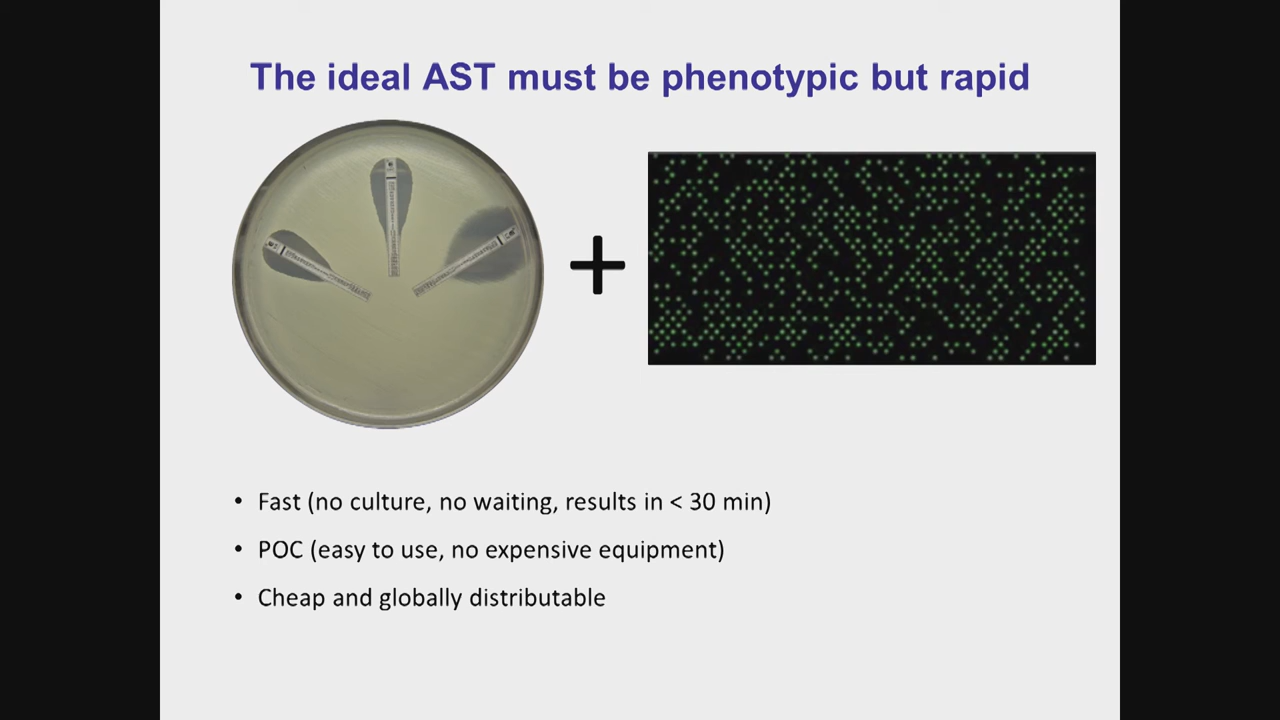 The ideal AST must be phenotypic but rapid
• Fast (no culture, no waiting, results in < 30 min)
• POC (easy to use, no expensive equipment)
• Cheap and globally distributable